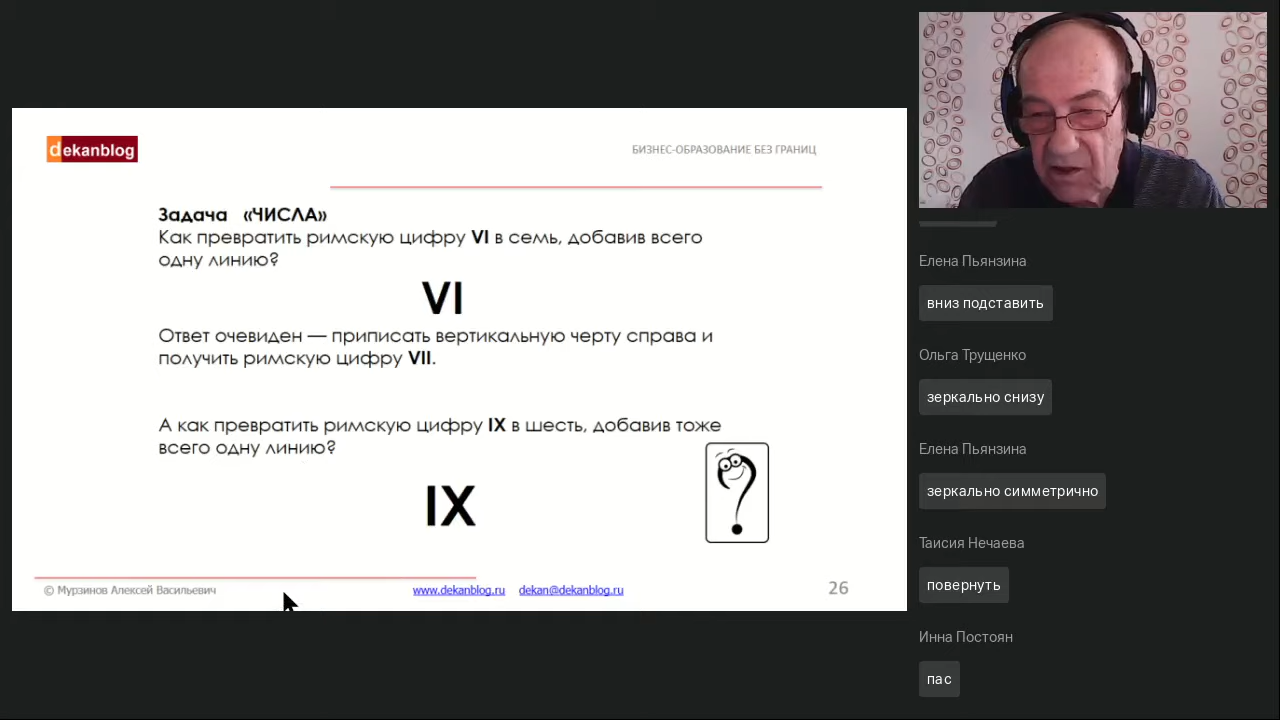 dekanblog
БИЗНЕС-ОБРАЗОВАНИЕ БЕЗ ГРАНИЦ
Задача «ЧИСЛА»
Как превратить римскую цифру VI в семь, добавив всего
одну линию?
VI
Ответ очевиден — приписать вертикальную черту справа и
получить римскую цифру VII.
А как превратить римскую цифру IX в шесть, добавив тоже
всего одну линию?
IX
© Мурзинов Алексей Васильевич
www.dekanblog.ru dekan@dekanblog.ru
26
Елена Пьянзина
вниз подставить
Ольга Трущенко
зеркально снизу
Елена Пьянзина
зеркально симметрично
Таисия Нечаева
повернуть
Инна Постоян
пас